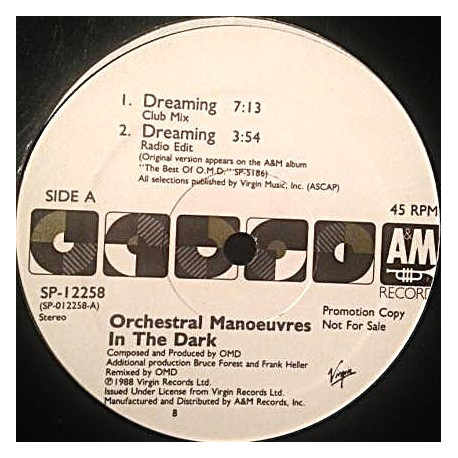 1. Dreaming 7:13
Club Mix
2. Dreaming 3:54
Radio Edit
(Original version appears on the A&M album
"The Best Of O.M.D." SP-5186)
All selections published by Virgin Music, Inc. (ASCAP)
SIDE A
45 RPM
A&M
RECORDS
SP-12258
(SP-012258-A)
Stereo
Promotion Copy
Not For Sale
Orchestral Manoeuvres
In The Dark
Composed and Produced by OMD
Additional production Bruce Forest and Frank Heller
Remixed by OMD
℗ 1988 Virgin Records Ltd.
Issued Under License from Virgin Records Ltd.
Manufactured and Distributed by A&M Records, Inc.
Virgin
8